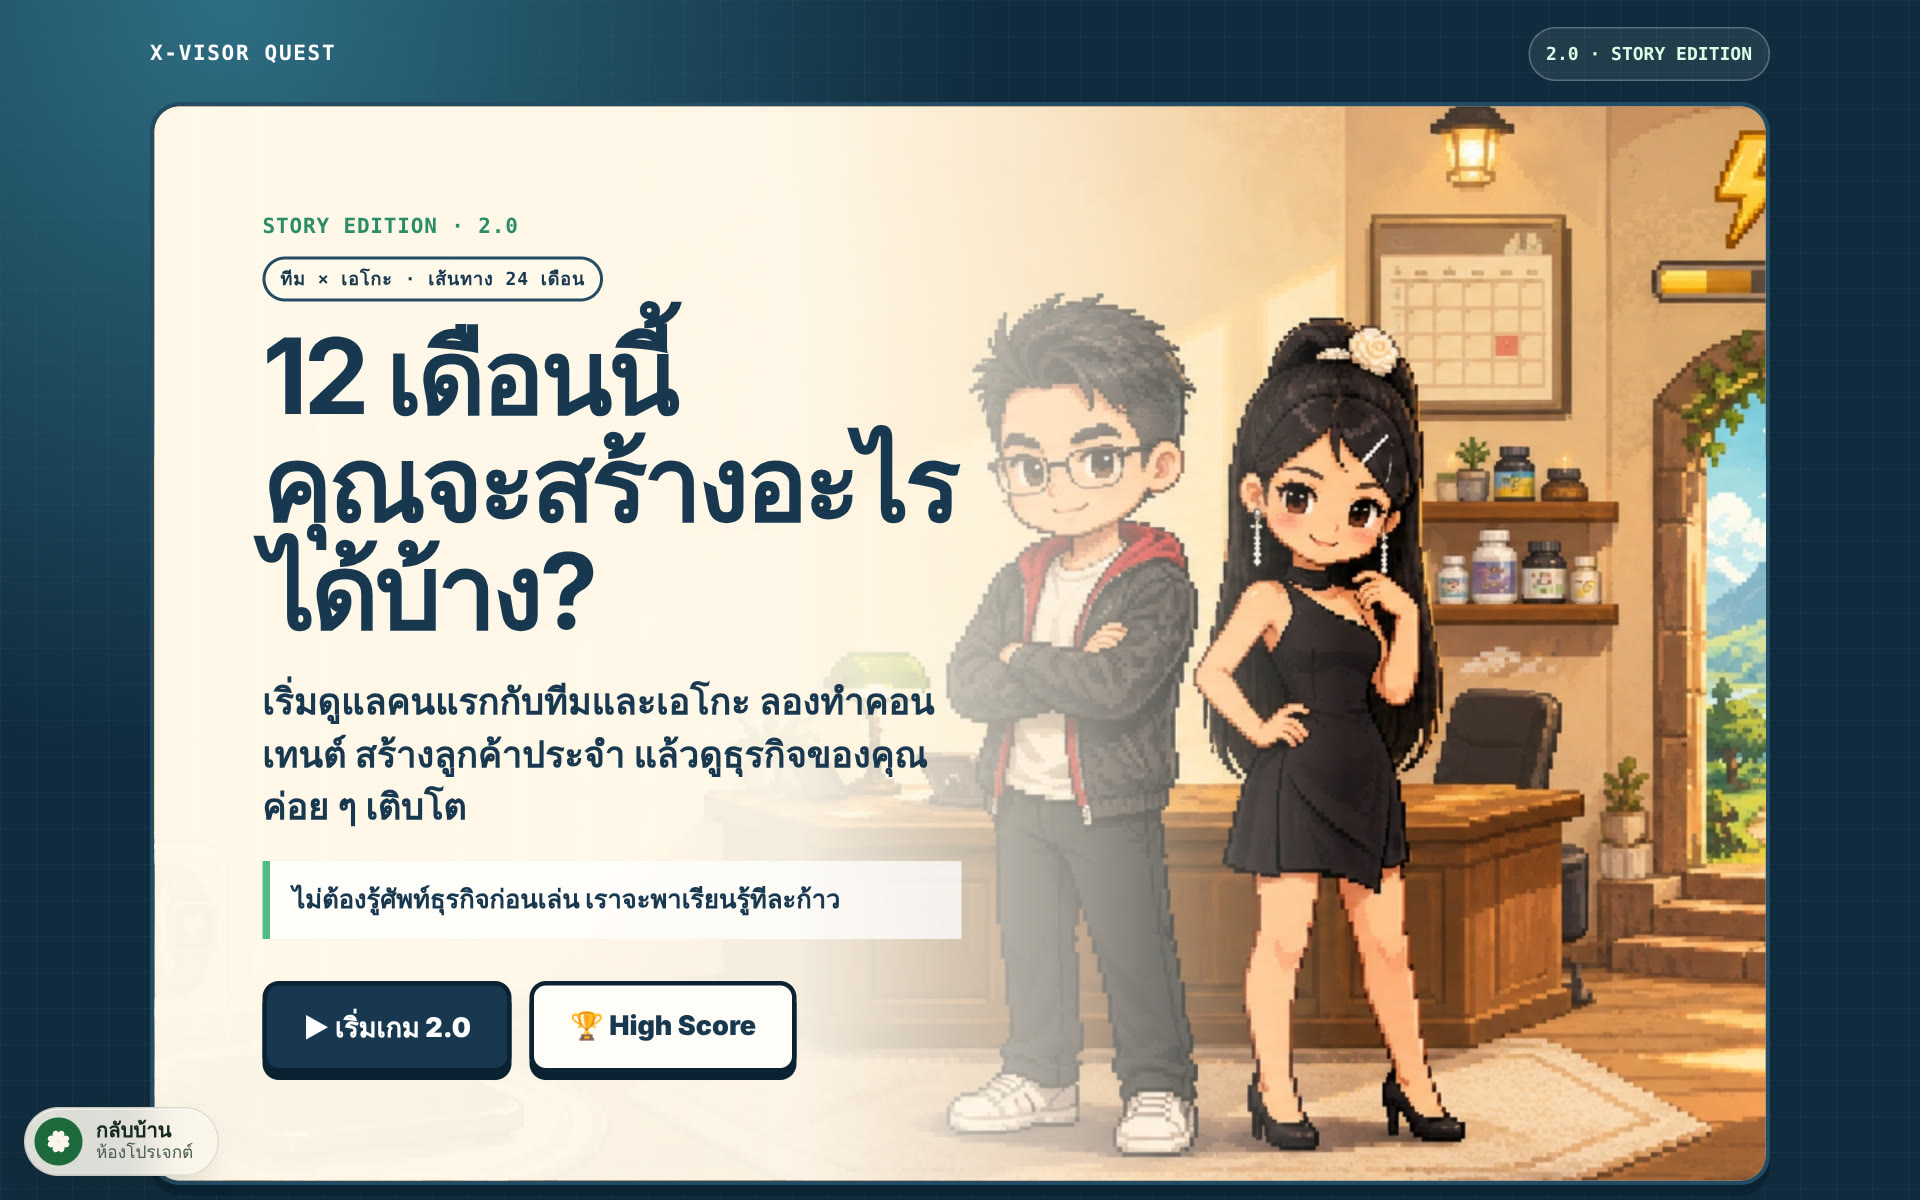 X-VISOR QUEST
2.0 · STORY EDITION
STORY EDITION · 2.0
ทีม × เอโกะ · เส้นทาง 24 เดือน
12 เดือนนี้
คุณจะสร้างอะไร
ได้บ้าง?
เริ่มดูแลคนแรกกับทีมและเอโกะ ลองทำคอน
เทนต์ สร้างลูกค้าประจำ แล้วดูธุรกิจของคุณ
ค่อย ๆ เติบโต
ไม่ต้องรู้ศัพท์ธุรกิจก่อนเล่น เราจะพาเรียนรู้ทีละก้าว
▶ เริ่มเกม 2.0
🏆 High Score
กลับบ้าน
ห้องโปรเจกต์